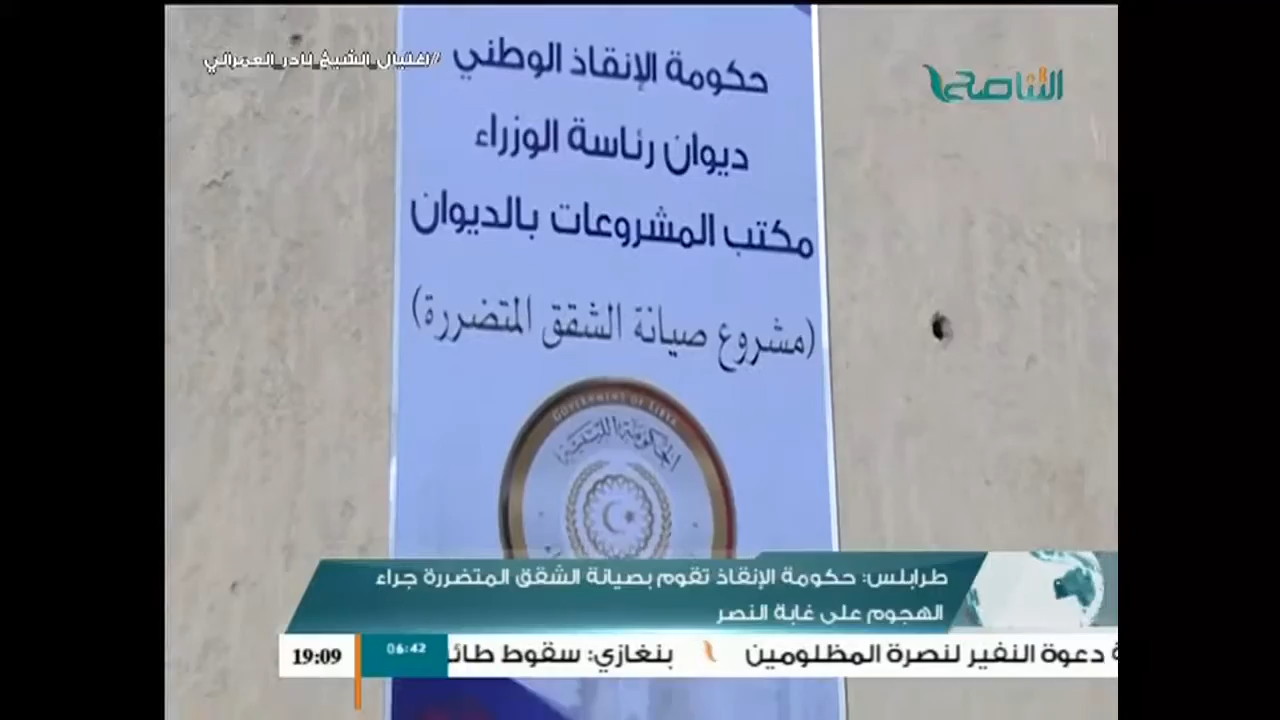 #اغتيال_الشيخ_نادر_العمراني
التناصح
حكومة الإنقاذ الوطني
ديوان رئاسة الوزراء
مكتب المشروعات بالديوان
(مشروع صيانة الشقق المتضررة)
GOVERNMENT OF LIBYA
الحكومة الليبية
طرابلس: حكومة الإنقاذ تقوم بصيانة الشقق المتضررة جراء
الهجوم على غابة النصر
ة دعوة النفير لنصرة المظلومين بنغازي: سقوط طائ
06:42
19:09